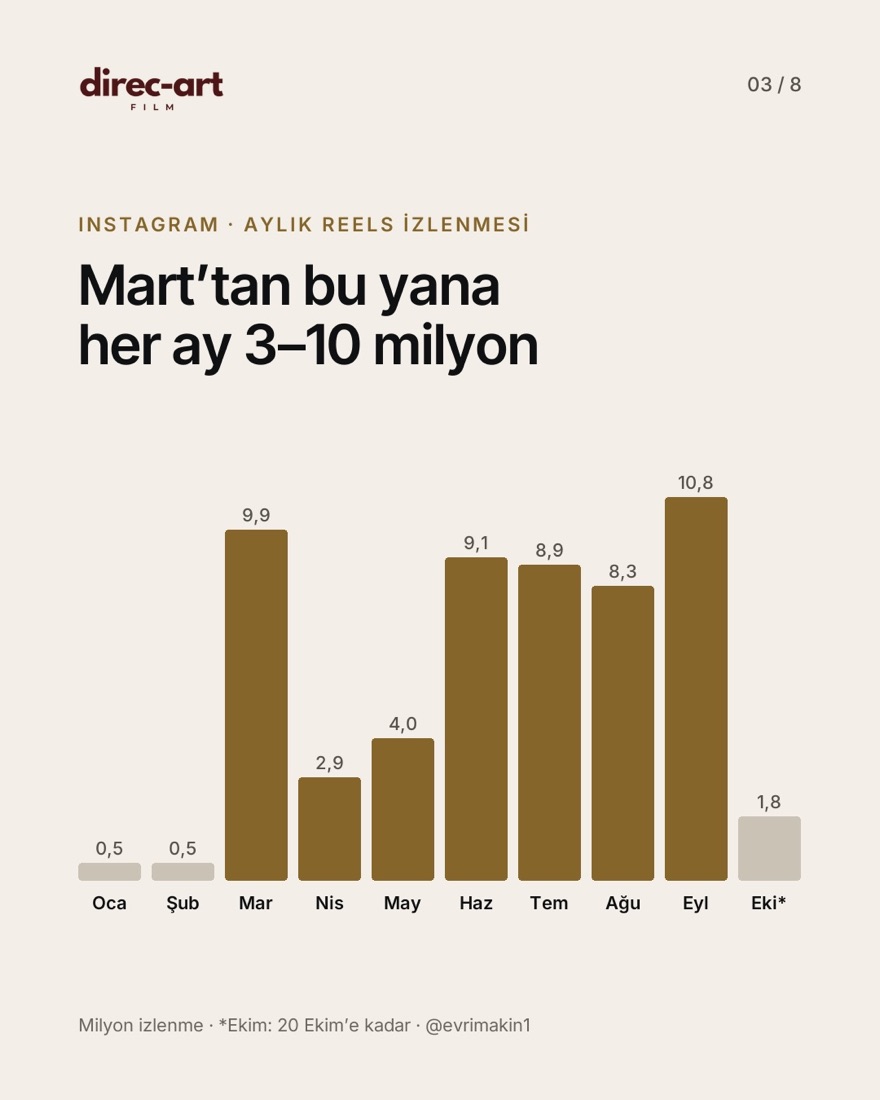 direc-art
FILM
03 / 8
INSTAGRAM · AYLIK REELS İZLENMESİ
Mart’tan bu yana
her ay 3–10 milyon
0,5
0,5
9,9
2,9
4,0
9,1
8,9
8,3
10,8
1,8
Oca Şub Mar Nis May Haz Tem Ağu Eyl Eki*
Milyon izlenme · *Ekim: 20 Ekim’e kadar · @evrimakin1